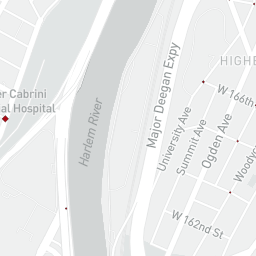 HIGHE
er Cabrini
al Hospital
Harlem River
Major Deegan Expy
W 166th
University Ave
Summit Ave
Ogden Ave
Woody
W 162nd St